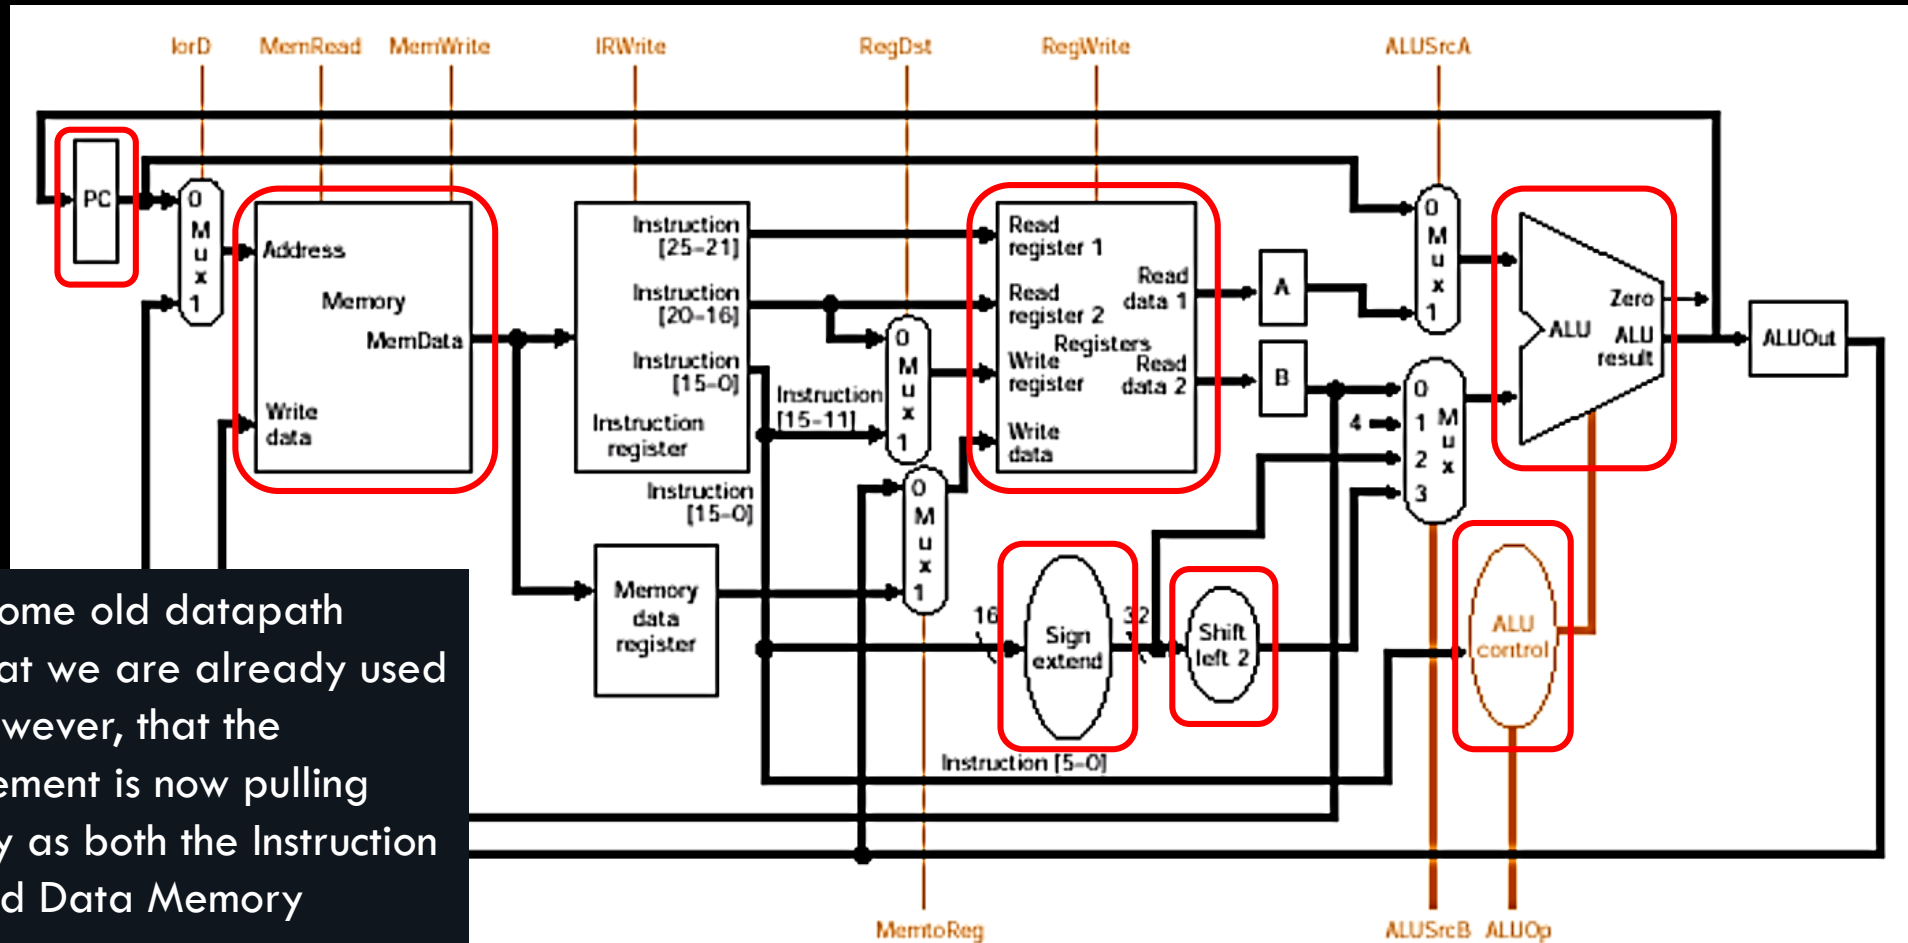 IorD MemRead MemWrite IRWrite RegDst RegWrite ALUSrcA
PC
0
M
u
x
1
Address
Memory
MemData
Write
data
Instruction
[25-21]
Instruction
[20-16]
Instruction
[15-0]
Instruction
register
Instruction
[15-11]
Instruction
[15-0]
Memory
data
register
0
M
u
x
1
0
M
u
x
1
Read
register 1
Read
register 2
Registers
Write
register
Write
data
Read
data 1
Read
data 2
16
Sign
extend
32
Shift
left 2
Instruction [5-0]
A
B
4
0
M
u
x
1
0
1
2
3
M
u
x
Zero
ALU
ALU
result
ALUOut
ALU
control
MemtoReg ALUSrcB ALUOp
ome old datapath
at we are already used
wever, that the
ement is now pulling
y as both the Instruction
d Data Memory